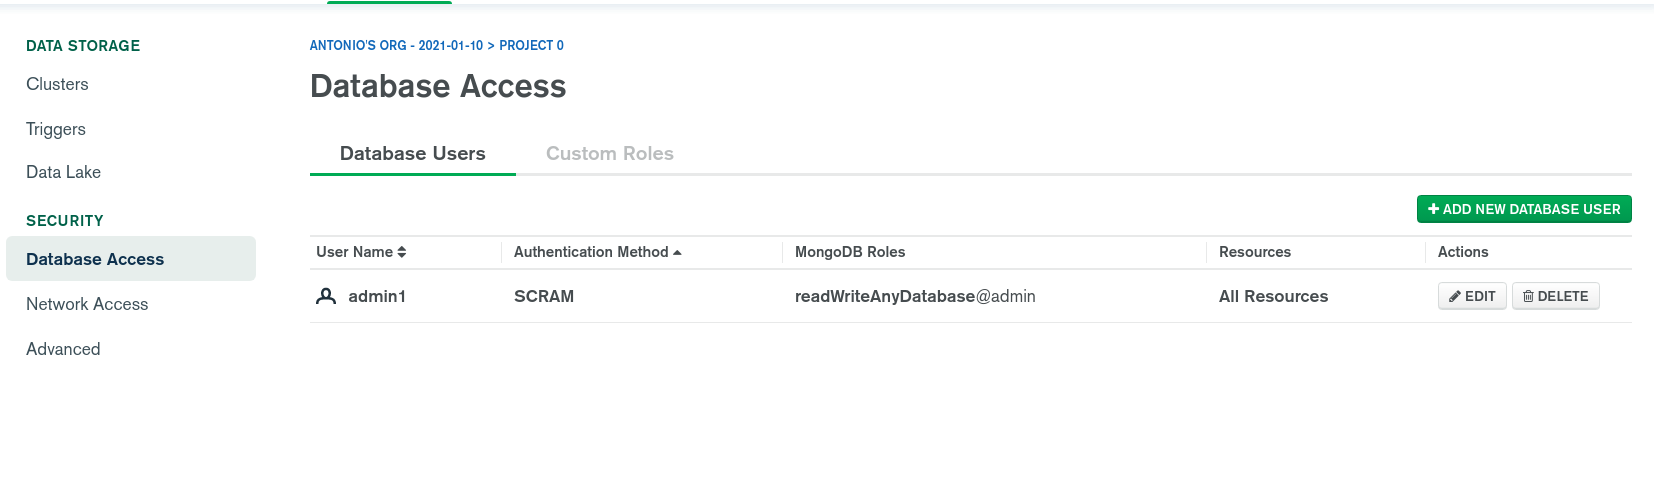 DATA STORAGE
Clusters
Triggers
Data Lake
SECURITY
Database Access
Network Access
Advanced
ANTONIO'S ORG - 2021-01-10 > PROJECT 0
Database Access
Database Users Custom Roles
ADD NEW DATABASE USER
User Name Authentication Method MongoDB Roles Resources Actions
admin1 SCRAM readWriteAnyDatabase@admin All Resources EDIT DELETE